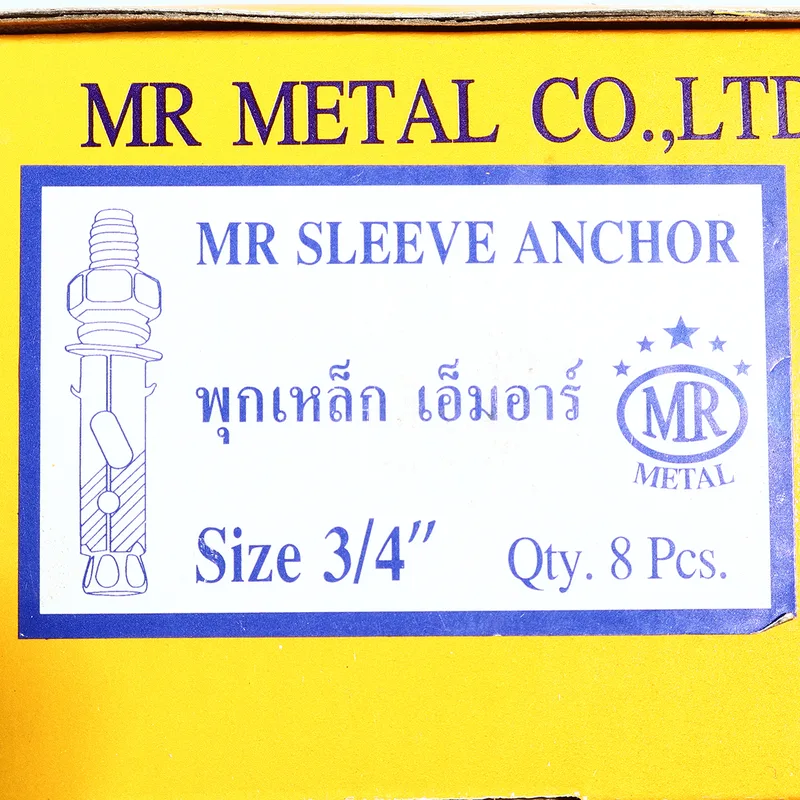 MR METAL CO.,LTD
MR SLEEVE ANCHOR
พุกเหล็ก เอ็มอาร์
MR
METAL
Size 3/4" Qty. 8 Pcs.